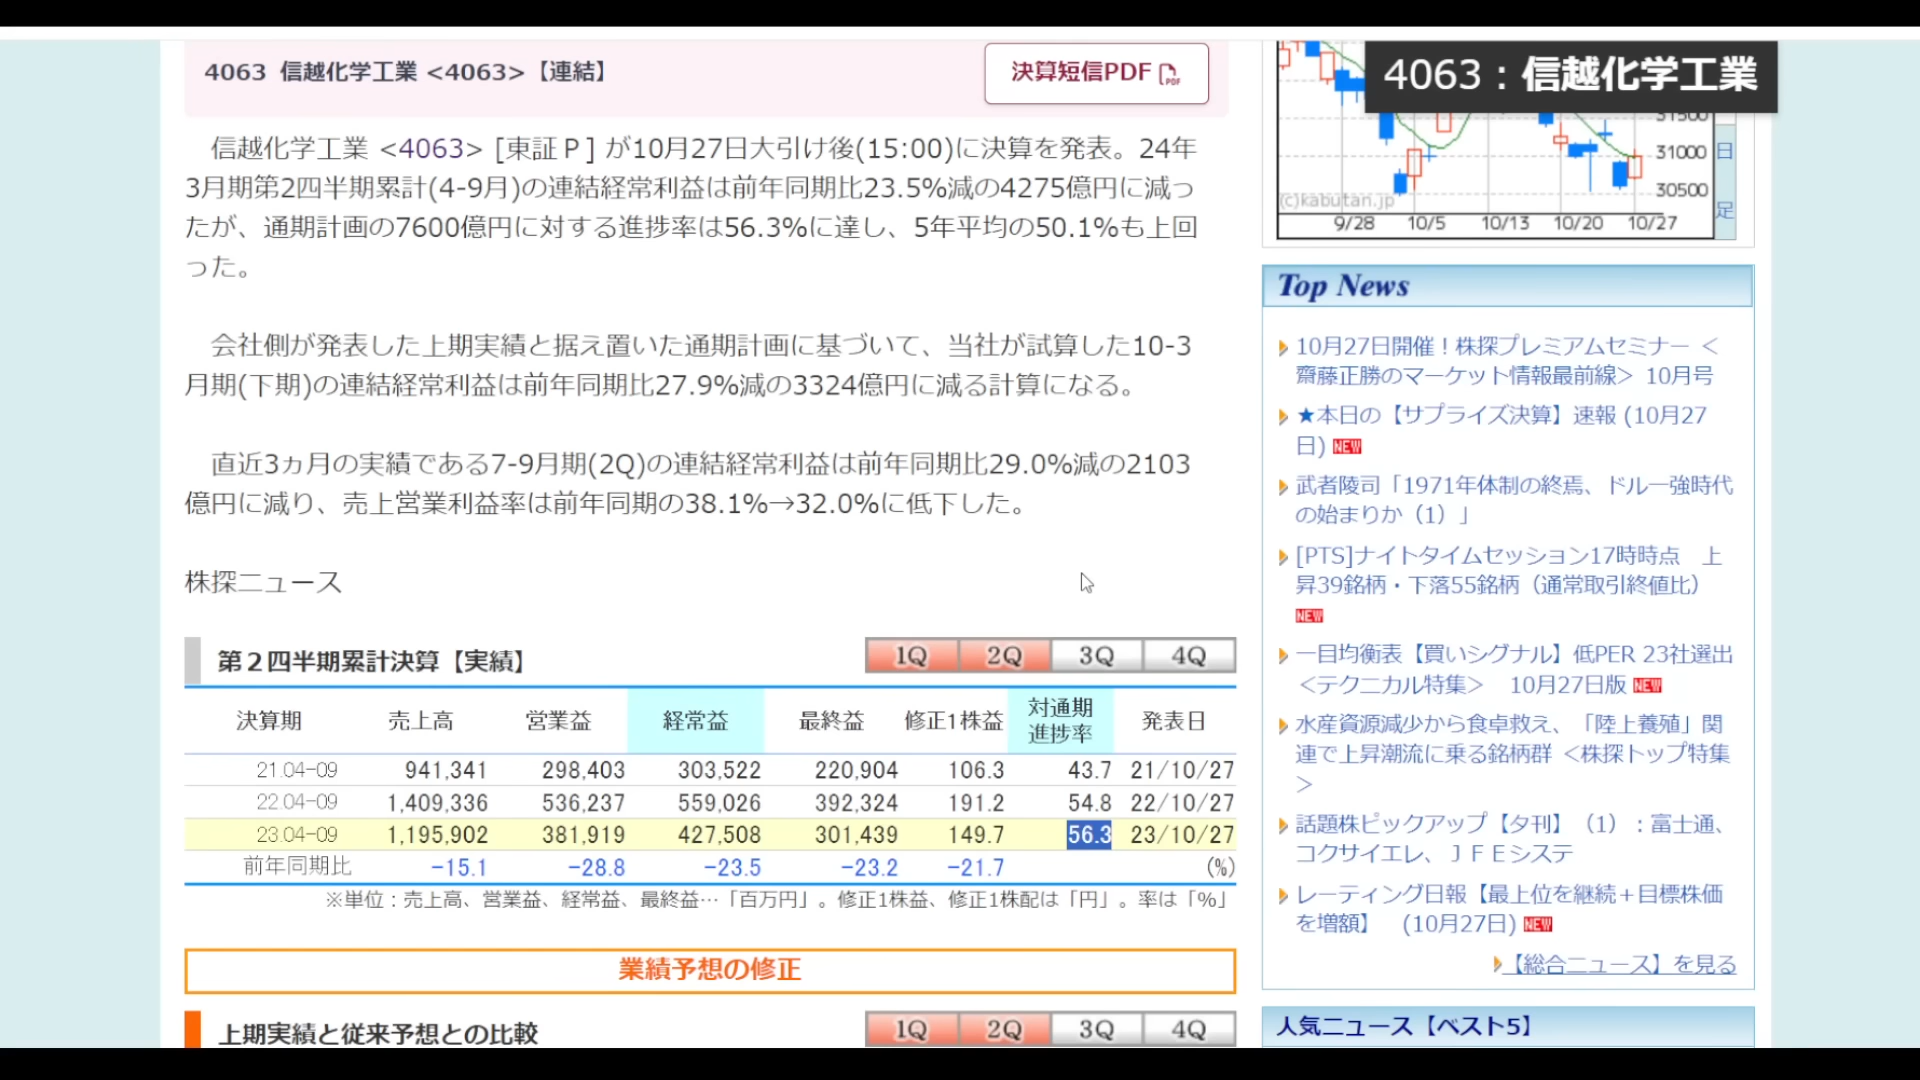 4063 信越化学工業 <4063>【連結】
決算短信PDF
PDF
信越化学工業 <4063> [東証Ｐ] が10月27日大引け後(15:00)に決算を発表。24年
3月期第2四半期累計(4-9月)の連結経常利益は前年同期比23.5%減の4275億円に減っ
たが、通期計画の7600億円に対する進捗率は56.3%に達し、5年平均の50.1%も上回
った。
会社側が発表した上期実績と据え置いた通期計画に基づいて、当社が試算した10-3
月期(下期)の連結経常利益は前年同期比27.9%減の3324億円に減る計算になる。
直近3ヵ月の実績である7-9月期(2Q)の連結経常利益は前年同期比29.0%減の2103
億円に減り、売上営業利益率は前年同期の38.1%→32.0%に低下した。
株探ニュース
第２四半期累計決算【実績】
1Q 2Q 3Q 4Q
決算期 売上高 営業益 経常益 最終益 修正1株益 対通期進捗率 発表日
21.04-09 941,341 298,403 303,522 220,904 106.3 43.7 21/10/27
22.04-09 1,409,336 536,237 559,026 392,324 191.2 54.8 22/10/27
23.04-09 1,195,902 381,919 427,508 301,439 149.7 56.3 23/10/27
前年同期比 -15.1 -28.8 -23.5 -23.2 -21.7 (%)
※単位：売上高、営業益、経常益、最終益…「百万円」。修正1株益、修正1株配は「円」。率は「%」
業績予想の修正
上期実績と従来予想との比較
1Q 2Q 3Q 4Q
4063：信越化学工業
31500
31000
30500
(c)kabutan.jp
9/28 10/5 10/13 10/20 10/27
日
足
Top News
10月27日開催！株探プレミアムセミナー ＜
齋藤正勝のマーケット情報最前線＞ 10月号
★本日の【サプライズ決算】速報 (10月27
日) NEW
武者陵司「1971年体制の終焉、ドル一強時代
の始まりか（1）」
[PTS]ナイトタイムセッション17時時点 上
昇39銘柄・下落55銘柄（通常取引終値比）
NEW
一目均衡表【買いシグナル】低PER 23社選出
＜テクニカル特集＞ 10月27日版 NEW
水産資源減少から食卓救え、「陸上養殖」関
連で上昇潮流に乗る銘柄群 ＜株探トップ特集
＞
話題株ピックアップ【夕刊】（1）：富士通、
コクサイエレ、ＪＦＥシステ
レーティング日報【最上位を継続＋目標株価
を増額】 (10月27日) NEW
【総合ニュース】を見る
人気ニュース【ベスト5】